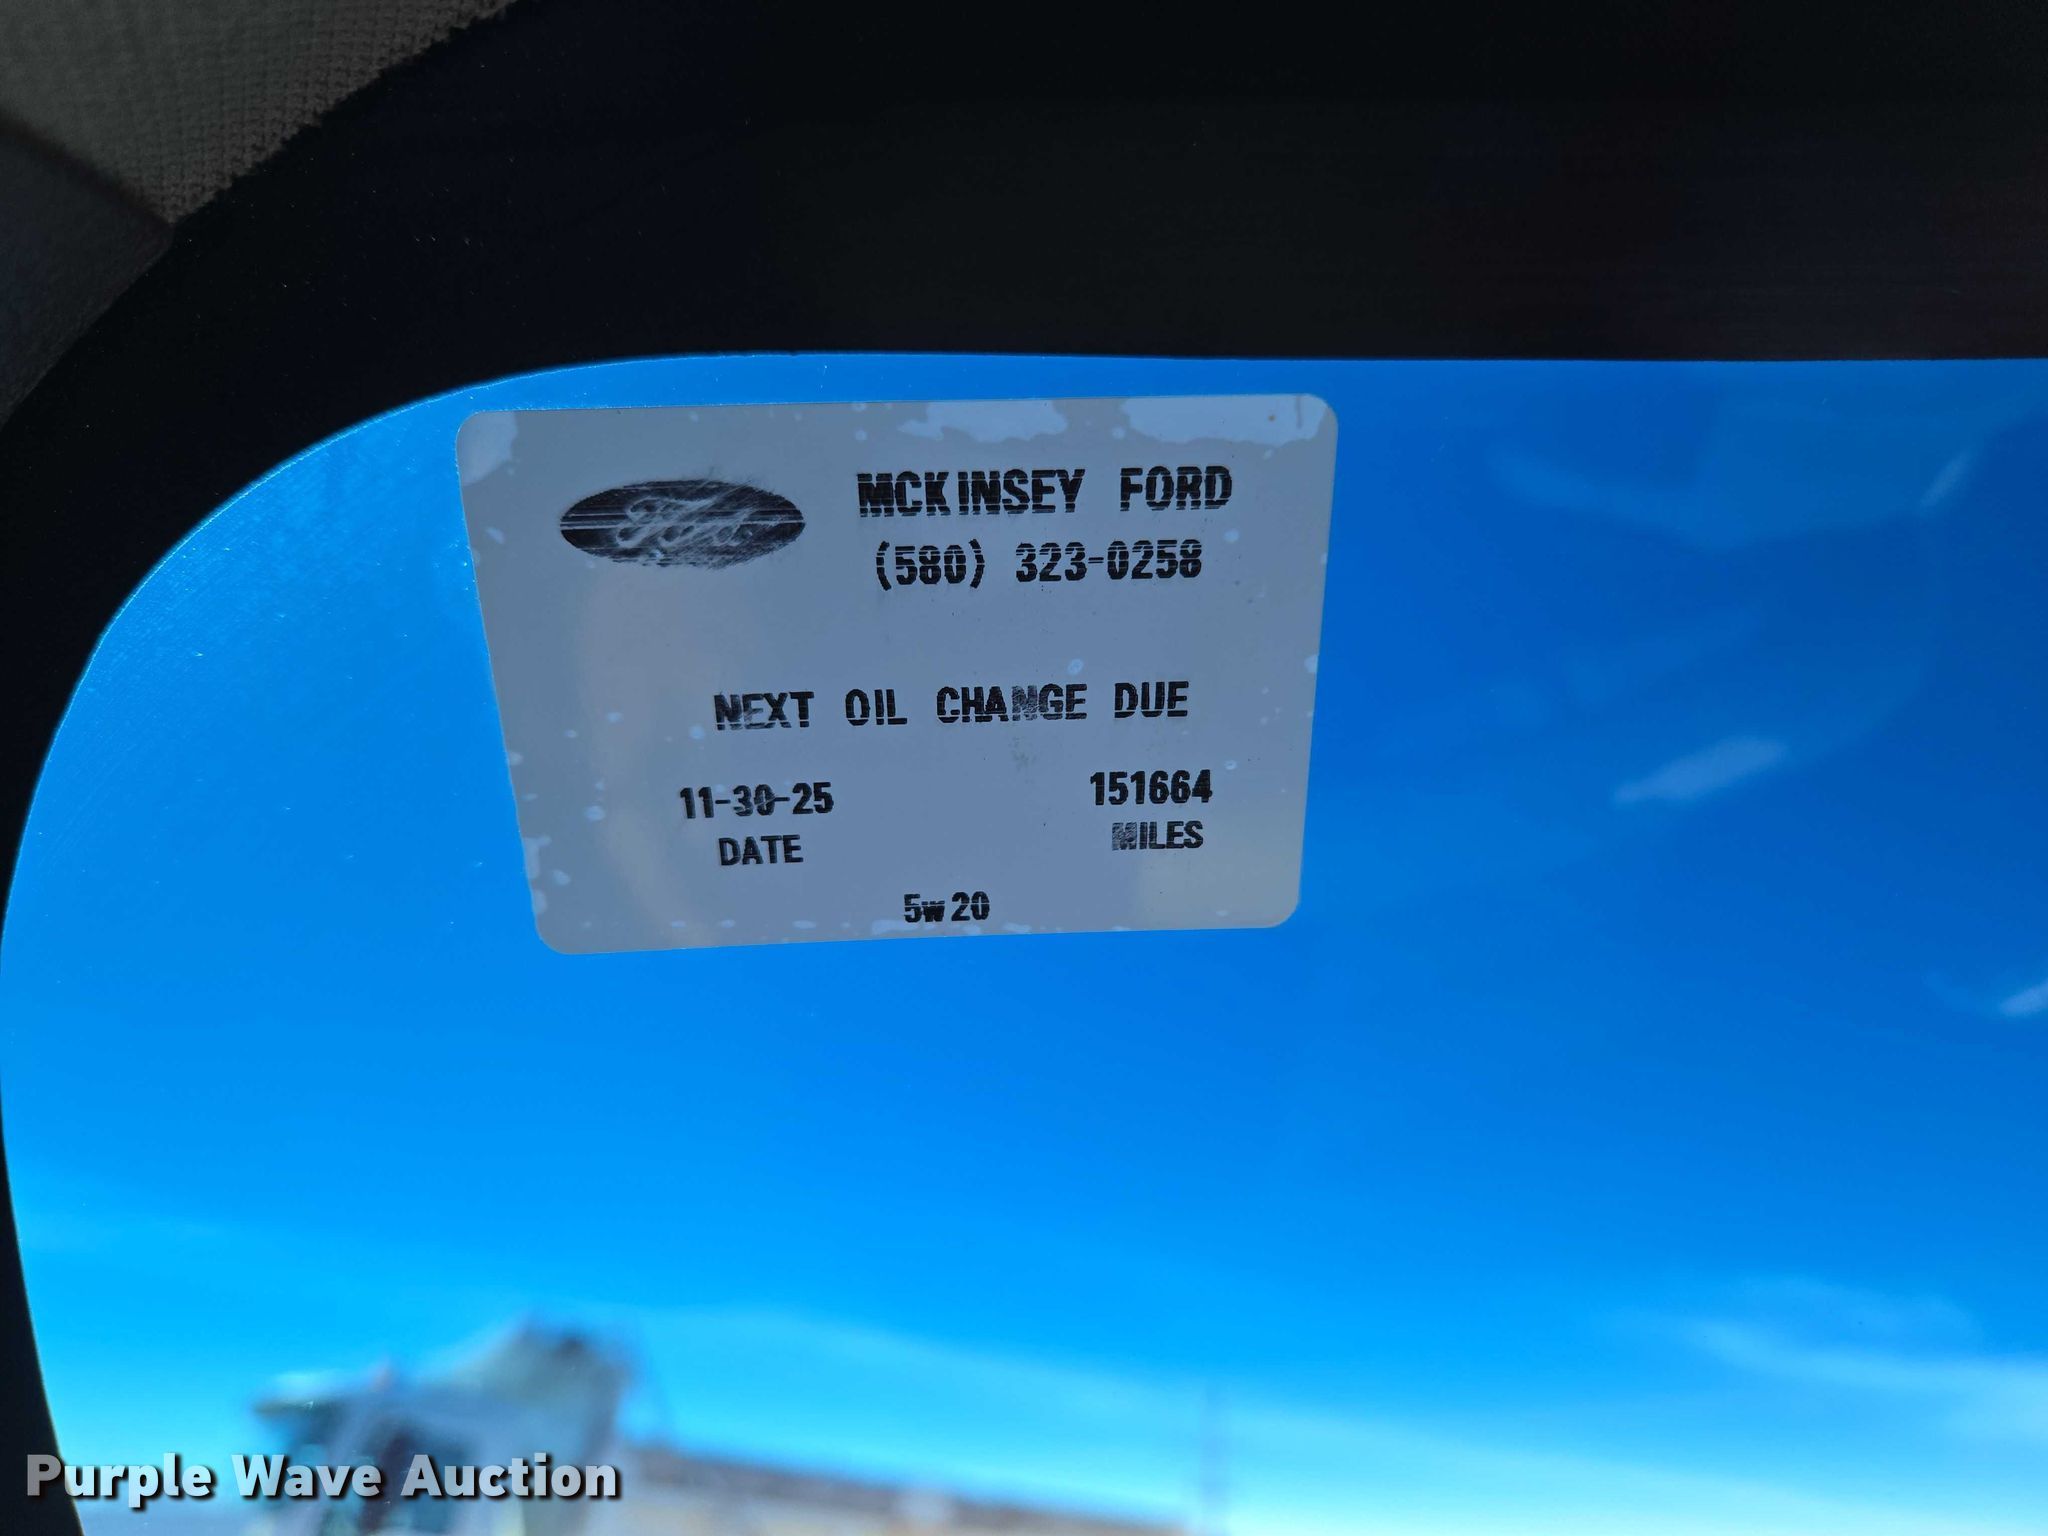 Ford
MCKINSEY FORD
(580) 323-0258
NEXT OIL CHANGE DUE
11-30-25 151664
DATE MILES
5w20
Purple Wave Auction